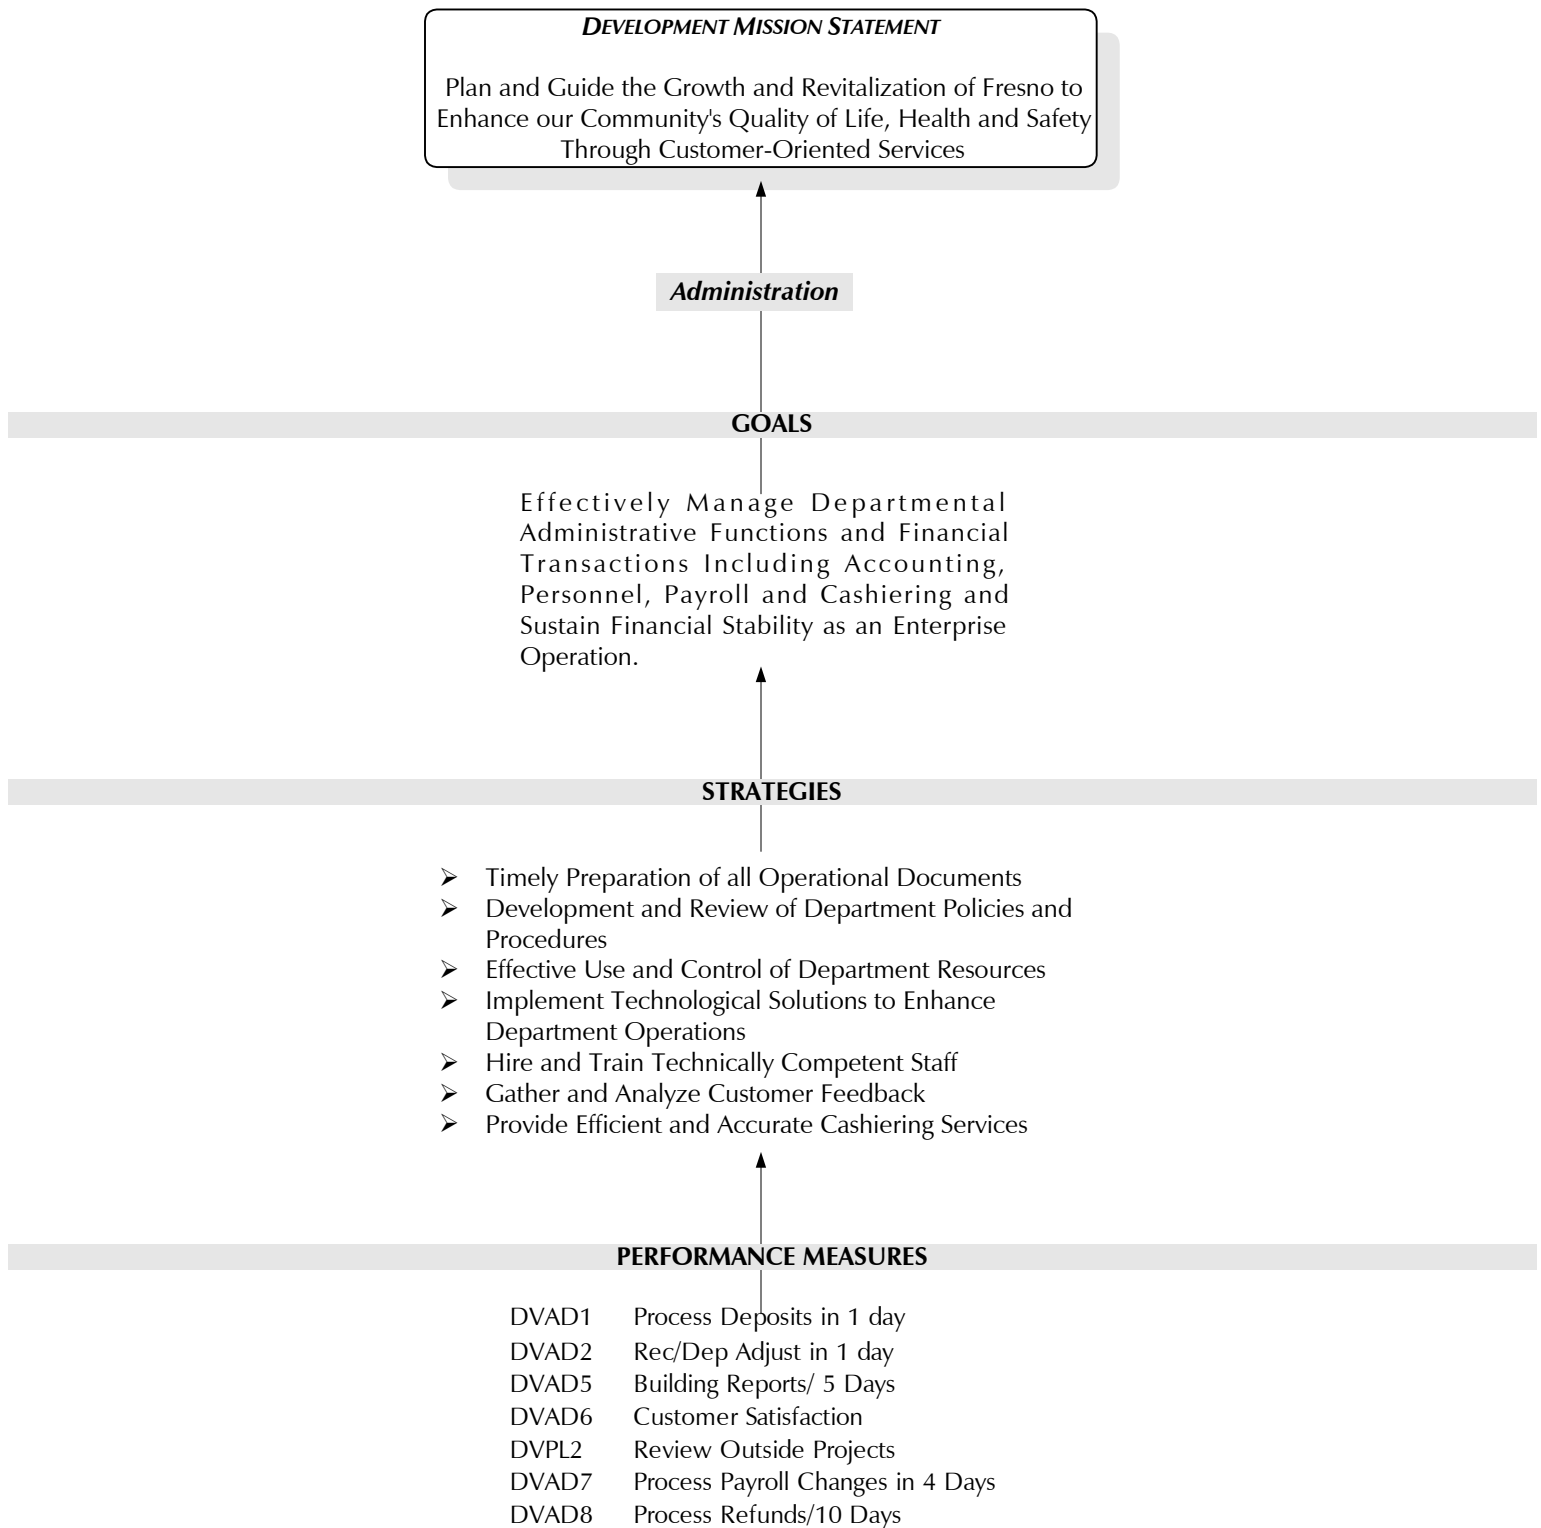 DEVELOPMENT MISSION STATEMENT
Plan and Guide the Growth and Revitalization of Fresno to
Enhance our Community's Quality of Life, Health and Safety
Through Customer-Oriented Services
Administration
GOALS
Effectively Manage Departmental
Administrative Functions and Financial
Transactions Including Accounting,
Personnel, Payroll and Cashiering and
Sustain Financial Stability as an Enterprise
Operation.
STRATEGIES
➢ Timely Preparation of all Operational Documents
➢ Development and Review of Department Policies and
Procedures
➢ Effective Use and Control of Department Resources
➢ Implement Technological Solutions to Enhance
Department Operations
➢ Hire and Train Technically Competent Staff
➢ Gather and Analyze Customer Feedback
➢ Provide Efficient and Accurate Cashiering Services
PERFORMANCE MEASURES
DVAD1 Process Deposits in 1 day
DVAD2 Rec/Dep Adjust in 1 day
DVAD5 Building Reports/ 5 Days
DVAD6 Customer Satisfaction
DVPL2 Review Outside Projects
DVAD7 Process Payroll Changes in 4 Days
DVAD8 Process Refunds/10 Days